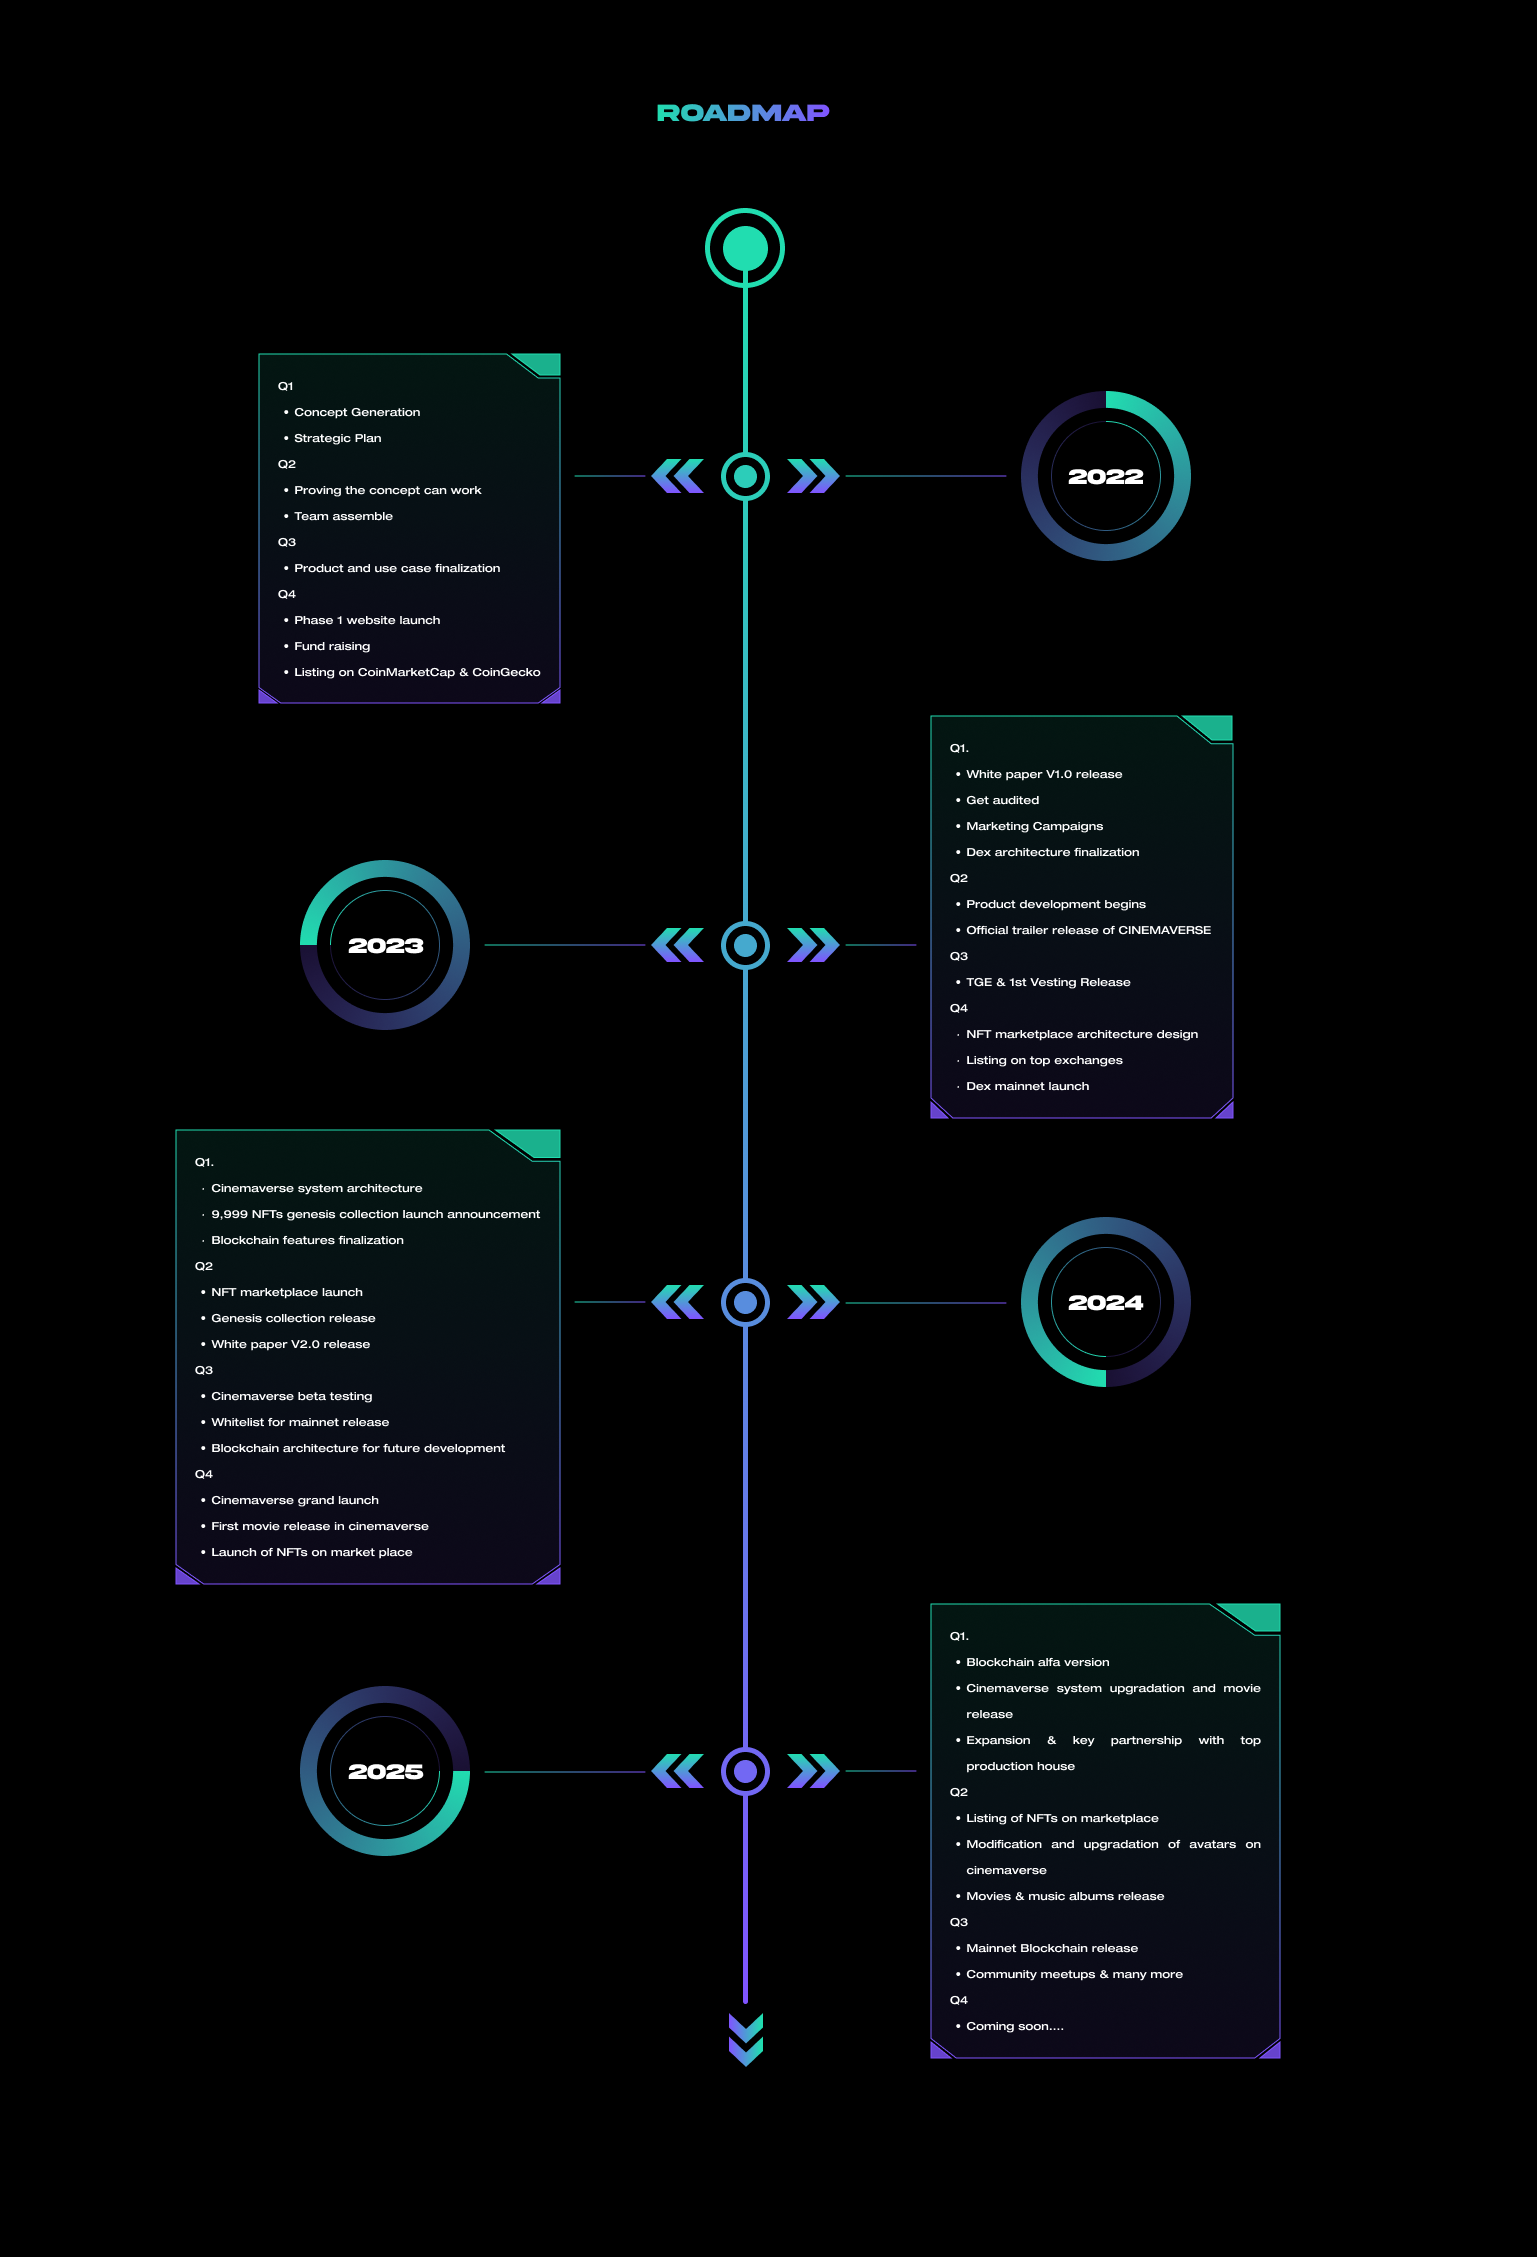 ROADMAP
Q1
• Concept Generation
• Strategic Plan
Q2
• Proving the concept can work
• Team assemble
Q3
• Product and use case finalization
Q4
• Phase 1 website launch
• Fund raising
• Listing on CoinMarketCap & CoinGecko
2022
2023
Q1.
• White paper V1.0 release
• Get audited
• Marketing Campaigns
• Dex architecture finalization
Q2
• Product development begins
• Official trailer release of CINEMAVERSE
Q3
• TGE & 1st Vesting Release
Q4
· NFT marketplace architecture design
· Listing on top exchanges
· Dex mainnet launch
Q1.
· Cinemaverse system architecture
· 9,999 NFTs genesis collection launch announcement
· Blockchain features finalization
Q2
• NFT marketplace launch
• Genesis collection release
• White paper V2.0 release
Q3
• Cinemaverse beta testing
• Whitelist for mainnet release
• Blockchain architecture for future development
Q4
• Cinemaverse grand launch
• First movie release in cinemaverse
• Launch of NFTs on market place
2024
2025
Q1.
• Blockchain alfa version
• Cinemaverse system upgradation and movie
release
• Expansion & key partnership with top
production house
Q2
• Listing of NFTs on marketplace
• Modification and upgradation of avatars on
cinemaverse
• Movies & music albums release
Q3
• Mainnet Blockchain release
• Community meetups & many more
Q4
• Coming soon....